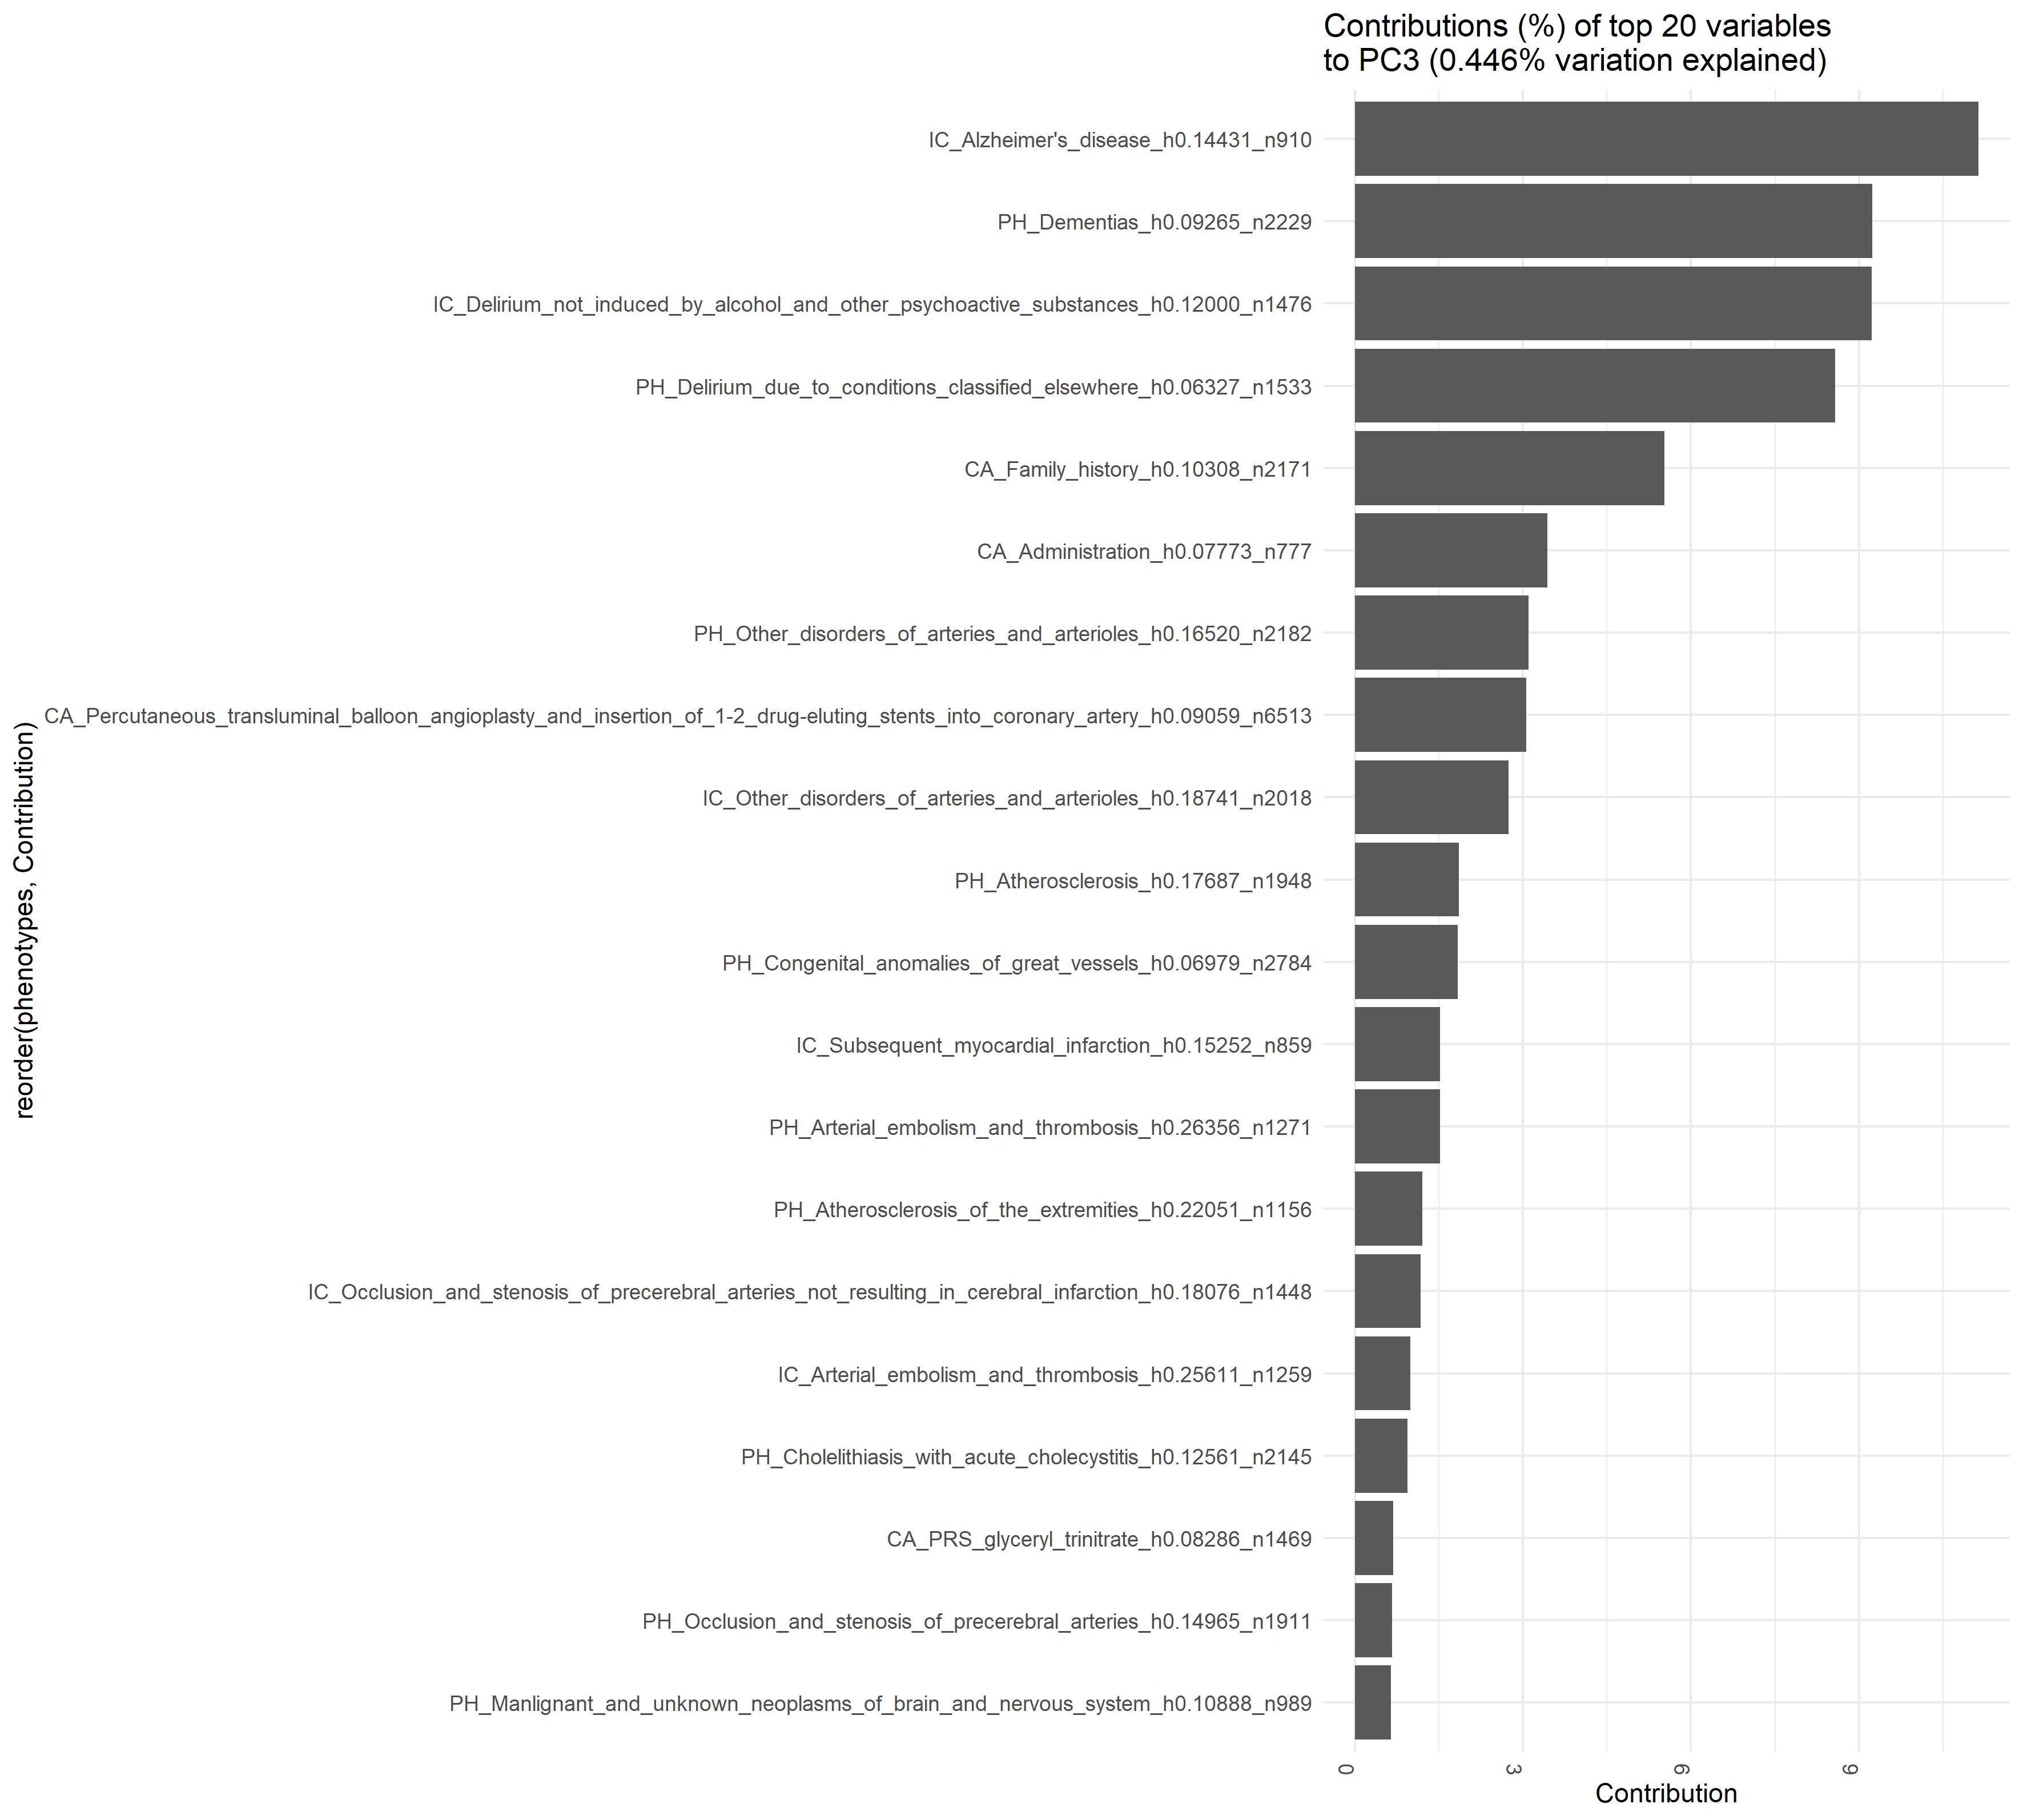 Contributions (%) of top 20 variables
to PC3 (0.446% variation explained)
IC_Alzheimer's_disease_h0.14431_n910
PH_Dementias_h0.09265_n2229
IC_Delirium_not_induced_by_alcohol_and_other_psychoactive_substances_h0.12000_n1476
PH_Delirium_due_to_conditions_classified_elsewhere_h0.06327_n1533
CA_Family_history_h0.10308_n2171
CA_Administration_h0.07773_n777
PH_Other_disorders_of_arteries_and_arterioles_h0.16520_n2182
CA_Percutaneous_transluminal_balloon_angioplasty_and_insertion_of_1-2_drug-eluting_stents_into_coronary_artery_h0.09059_n6513
IC_Other_disorders_of_arteries_and_arterioles_h0.18741_n2018
PH_Atherosclerosis_h0.17687_n1948
PH_Congenital_anomalies_of_great_vessels_h0.06979_n2784
IC_Subsequent_myocardial_infarction_h0.15252_n859
PH_Arterial_embolism_and_thrombosis_h0.26356_n1271
PH_Atherosclerosis_of_the_extremities_h0.22051_n1156
IC_Occlusion_and_stenosis_of_precerebral_arteries_not_resulting_in_cerebral_infarction_h0.18076_n1448
IC_Arterial_embolism_and_thrombosis_h0.25611_n1259
PH_Cholelithiasis_with_acute_cholecystitis_h0.12561_n2145
CA_PRS_glyceryl_trinitrate_h0.08286_n1469
PH_Occlusion_and_stenosis_of_precerebral_arteries_h0.14965_n1911
PH_Manlignant_and_unknown_neoplasms_of_brain_and_nervous_system_h0.10888_n989
reorder(phenotypes, Contribution)
0 3 6 9
Contribution